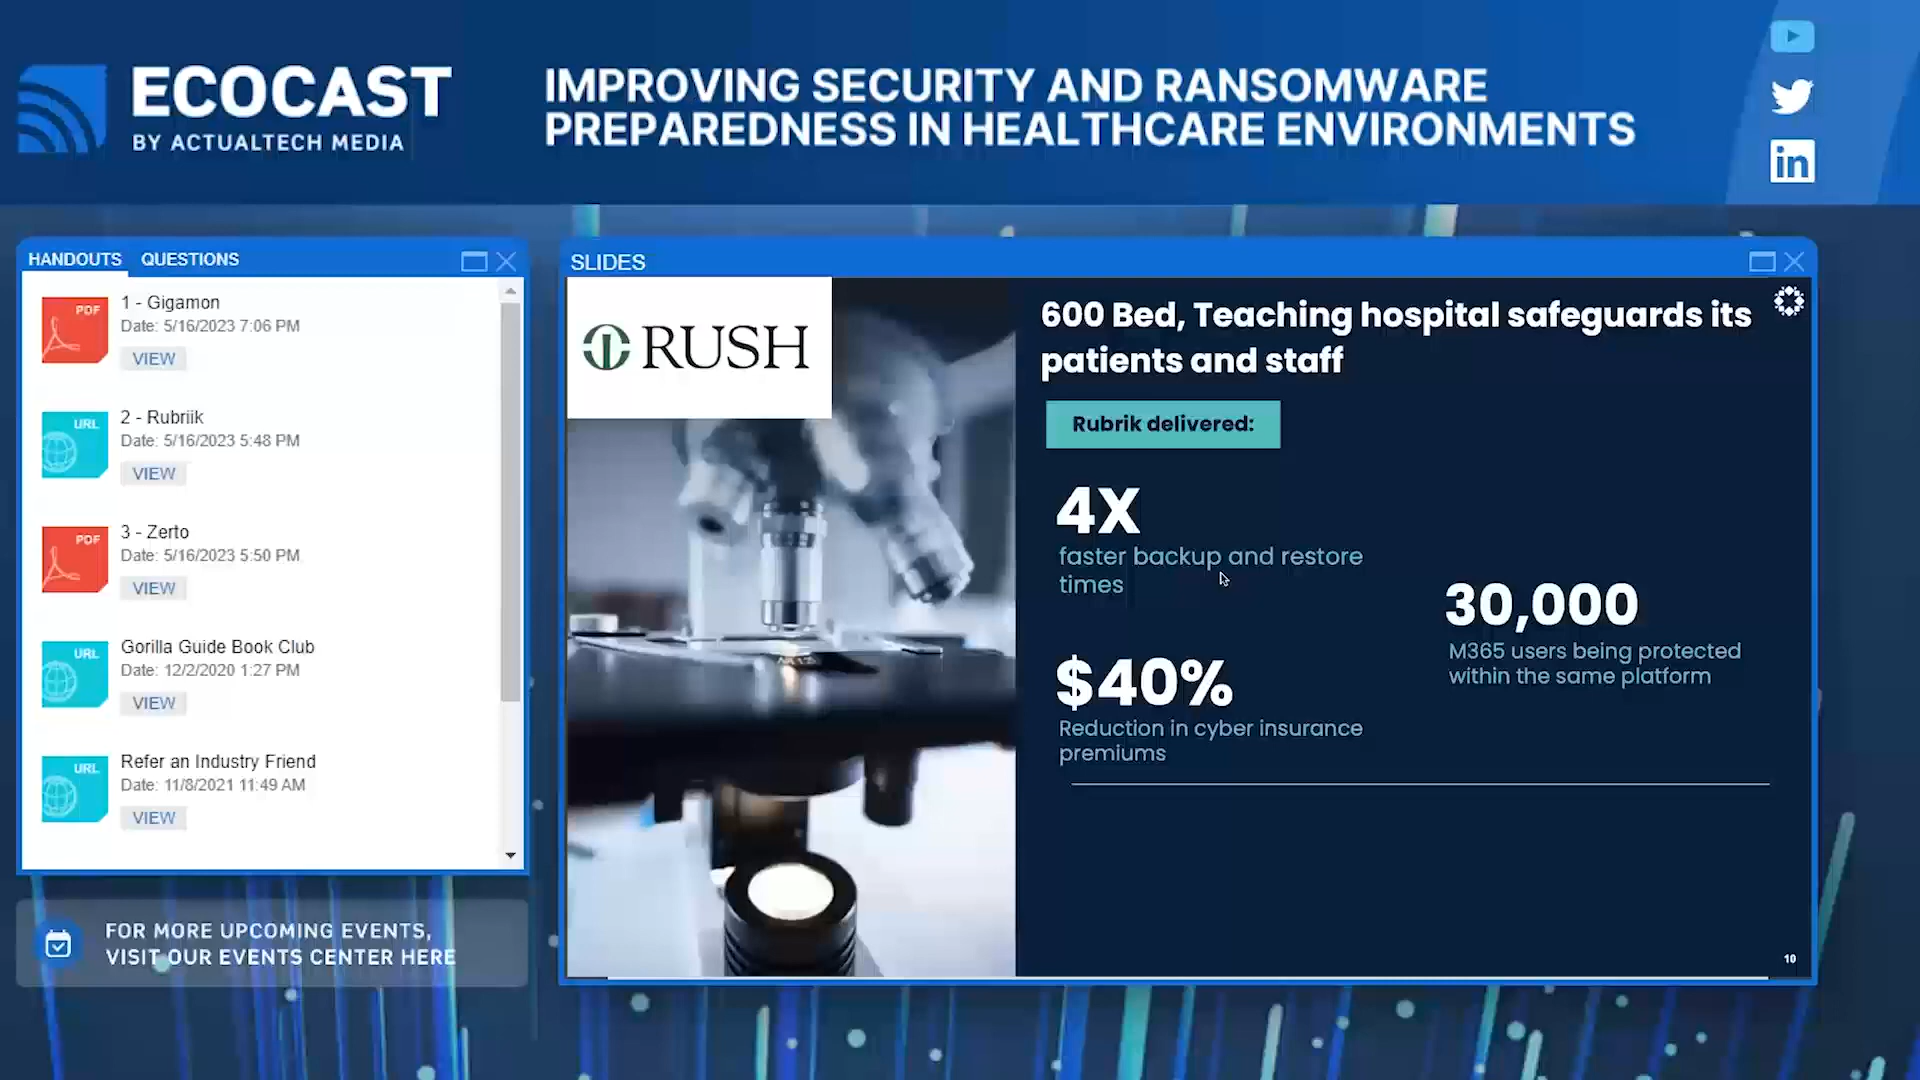 ECOCAST
BY ACTUALTECH MEDIA
IMPROVING SECURITY AND RANSOMWARE
PREPAREDNESS IN HEALTHCARE ENVIRONMENTS
in
HANDOUTS
QUESTIONS
PDF
1 - Gigamon
Date: 5/16/2023 7:06 PM
VIEW
URL
2 - Rubriik
Date: 5/16/2023 5:48 PM
VIEW
PDF
3 - Zerto
Date: 5/16/2023 5:50 PM
VIEW
URL
Gorilla Guide Book Club
Date: 12/2/2020 1:27 PM
VIEW
URL
Refer an Industry Friend
Date: 11/8/2021 11:49 AM
VIEW
FOR MORE UPCOMING EVENTS,
VISIT OUR EVENTS CENTER HERE
SLIDES
RUSH
600 Bed, Teaching hospital safeguards its
patients and staff
Rubrik delivered:
4X
faster backup and restore
times
$40%
Reduction in cyber insurance
premiums
30,000
M365 users being protected
within the same platform
10